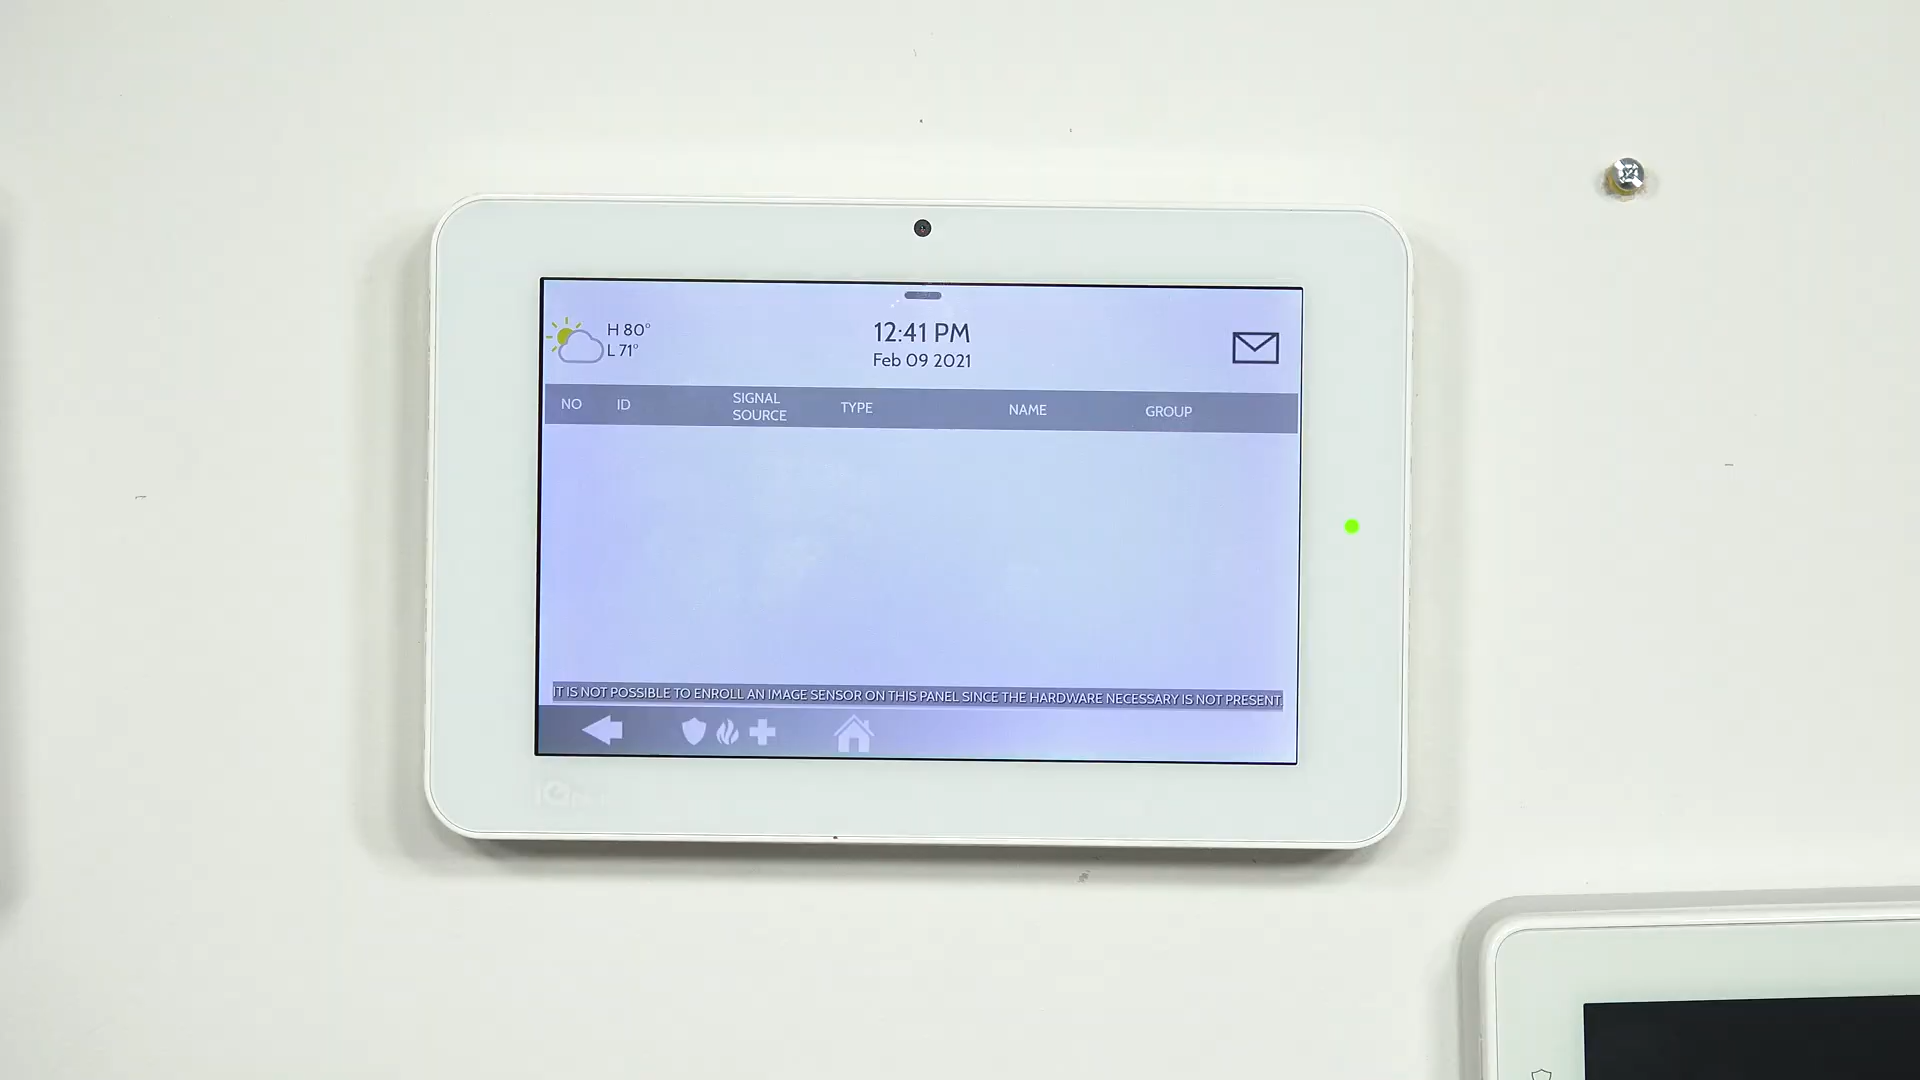 H 80°
L 71°
12:41 PM
Feb 09 2021
NO ID SIGNAL SOURCE TYPE NAME GROUP
IT IS NOT POSSIBLE TO ENROLL AN IMAGE SENSOR ON THIS PANEL SINCE THE HARDWARE NECESSARY IS NOT PRESENT.